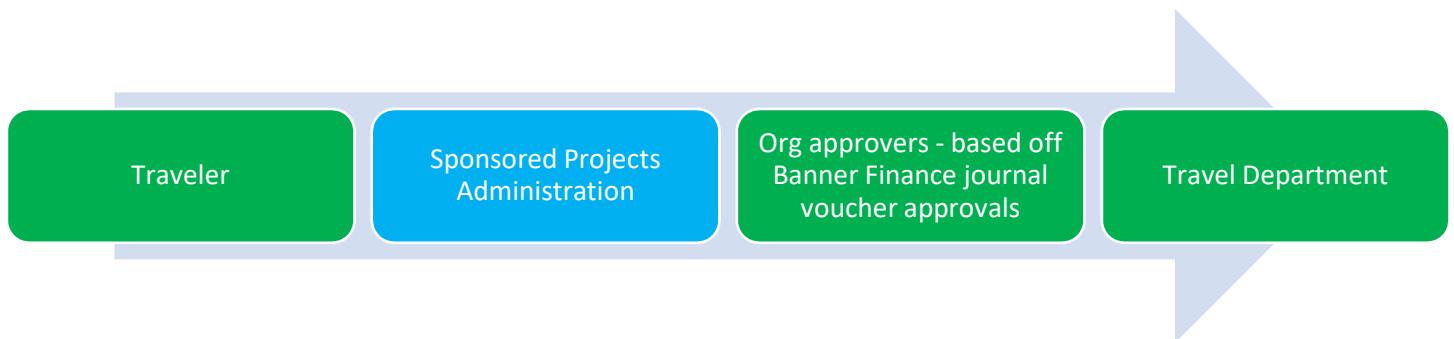 Traveler
Sponsored Projects
Administration
Org approvers - based off
Banner Finance journal
voucher approvals
Travel Department